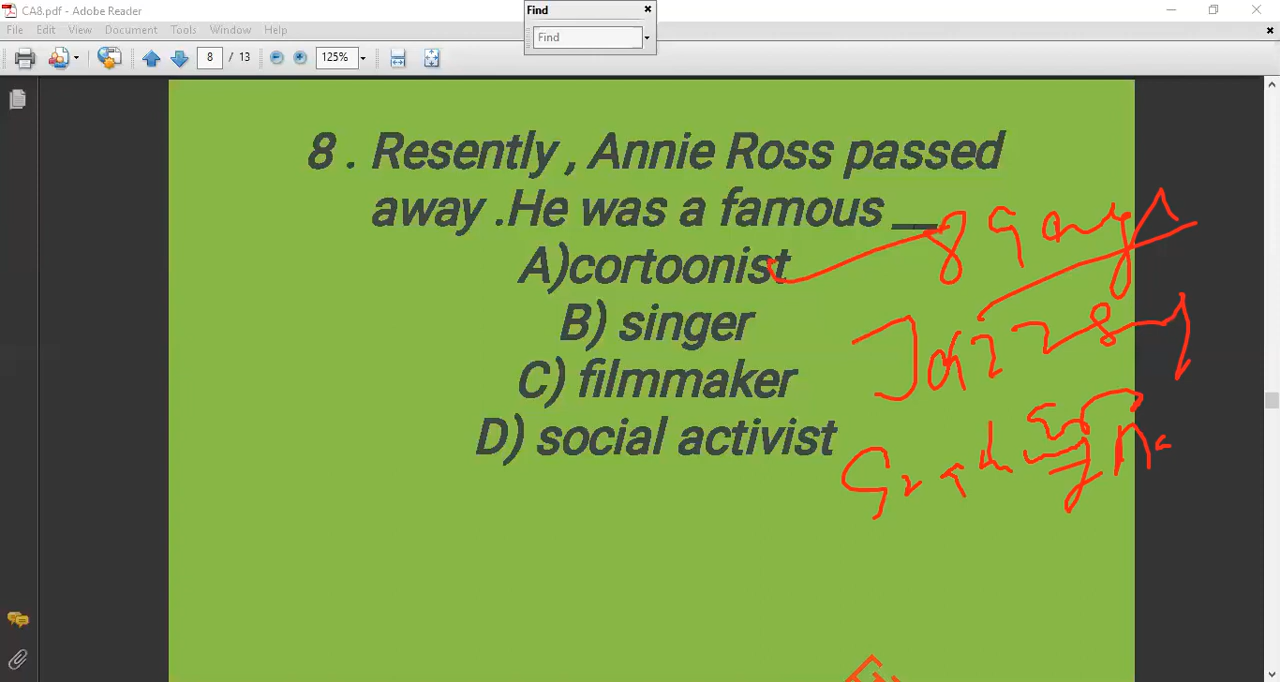 CA8.pdf - Adobe Reader
File Edit View Document Tools Window Help
Find
Find
8 / 13 125%
8 . Resently , Annie Ross passed
away .He was a famous __
A)cortoonist
B) singer
C) filmmaker
D) social activist